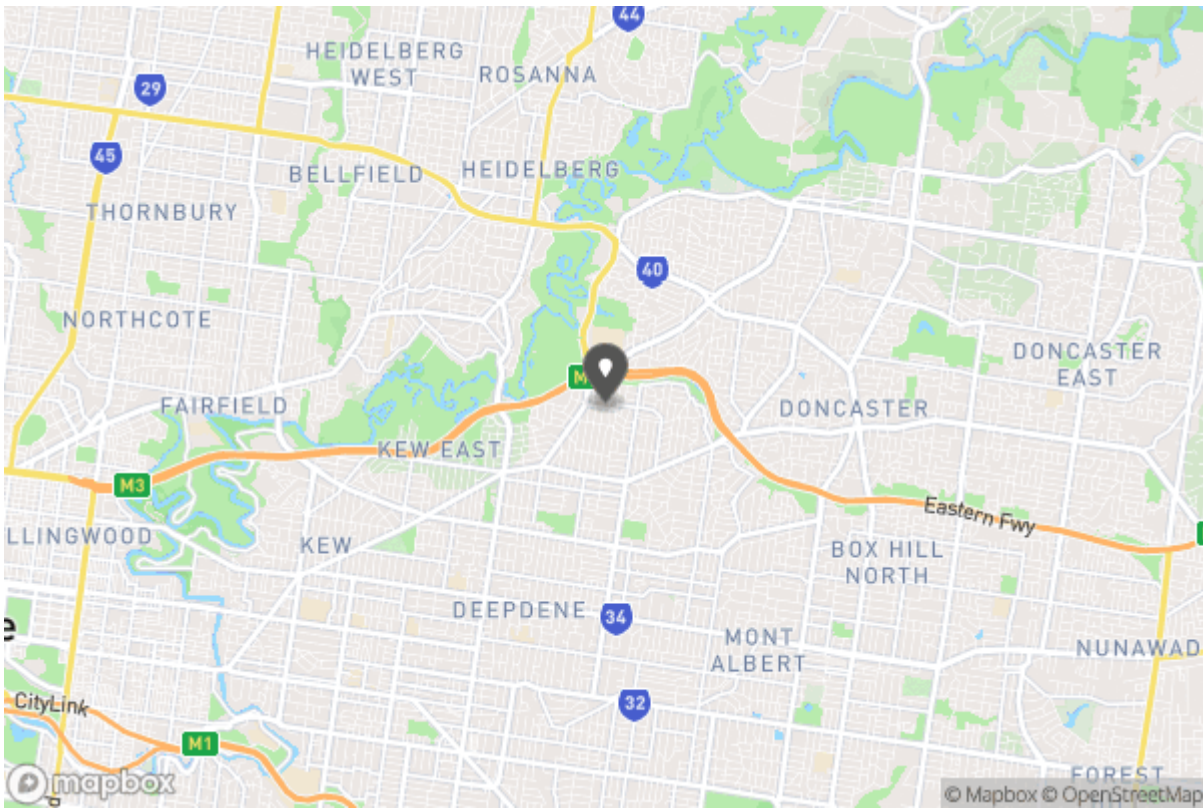 44
HEIDELBERG
WEST
ROSANNA
29
45
HEIDELBERG
BELLFIELD
THORNBURY
40
NORTHCOTE
DONCASTER
EAST
M
FAIRFIELD
DONCASTER
KEW EAST
M3
Eastern Fwy
LLINGWOOD
KEW
BOX HILL
NORTH
DEEPDENE
34
e
MONT
ALBERT
NUNAWAD
32
CityLink
M1
FOREST
mapbox
© Mapbox © OpenStreetMap